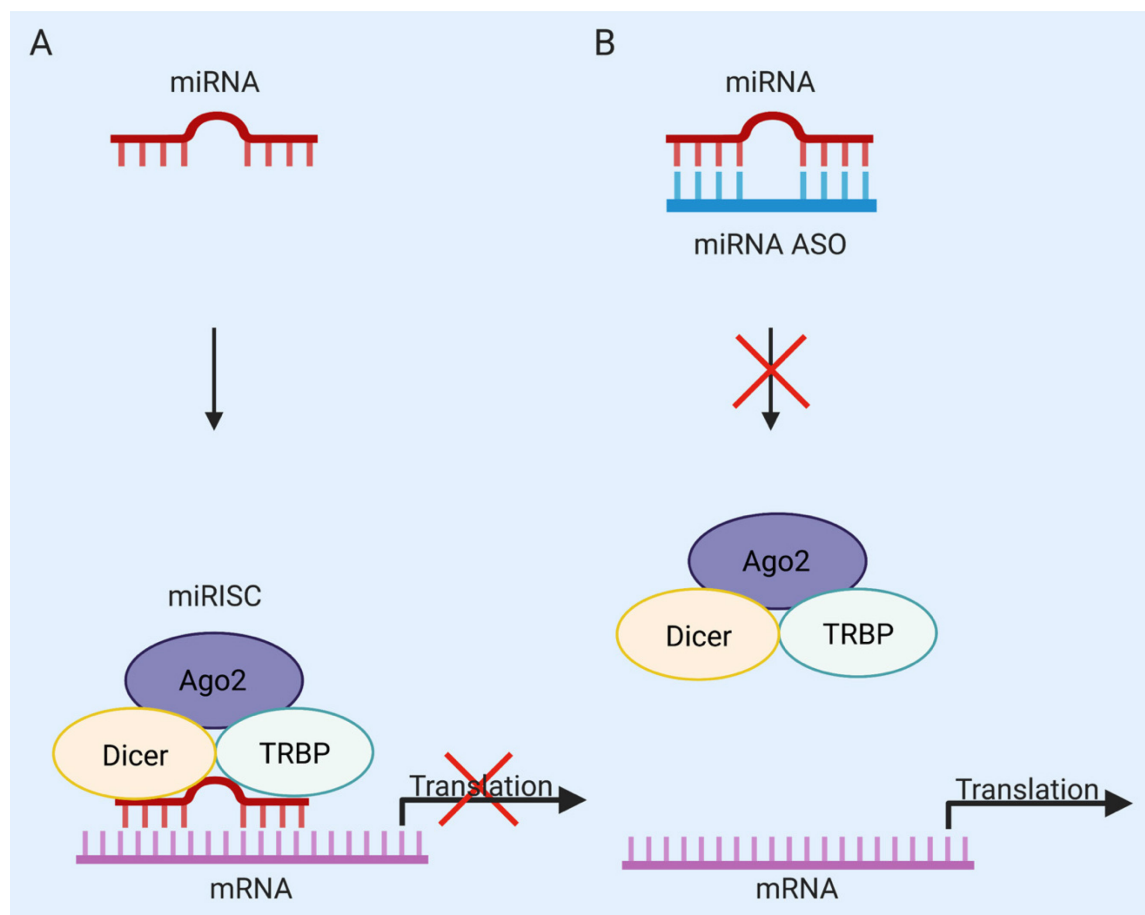 A
miRNA
miRISC
Ago2
Dicer
TRBP
Translation
mRNA
B
miRNA
miRNA ASO
Ago2
Dicer
TRBP
Translation
mRNA